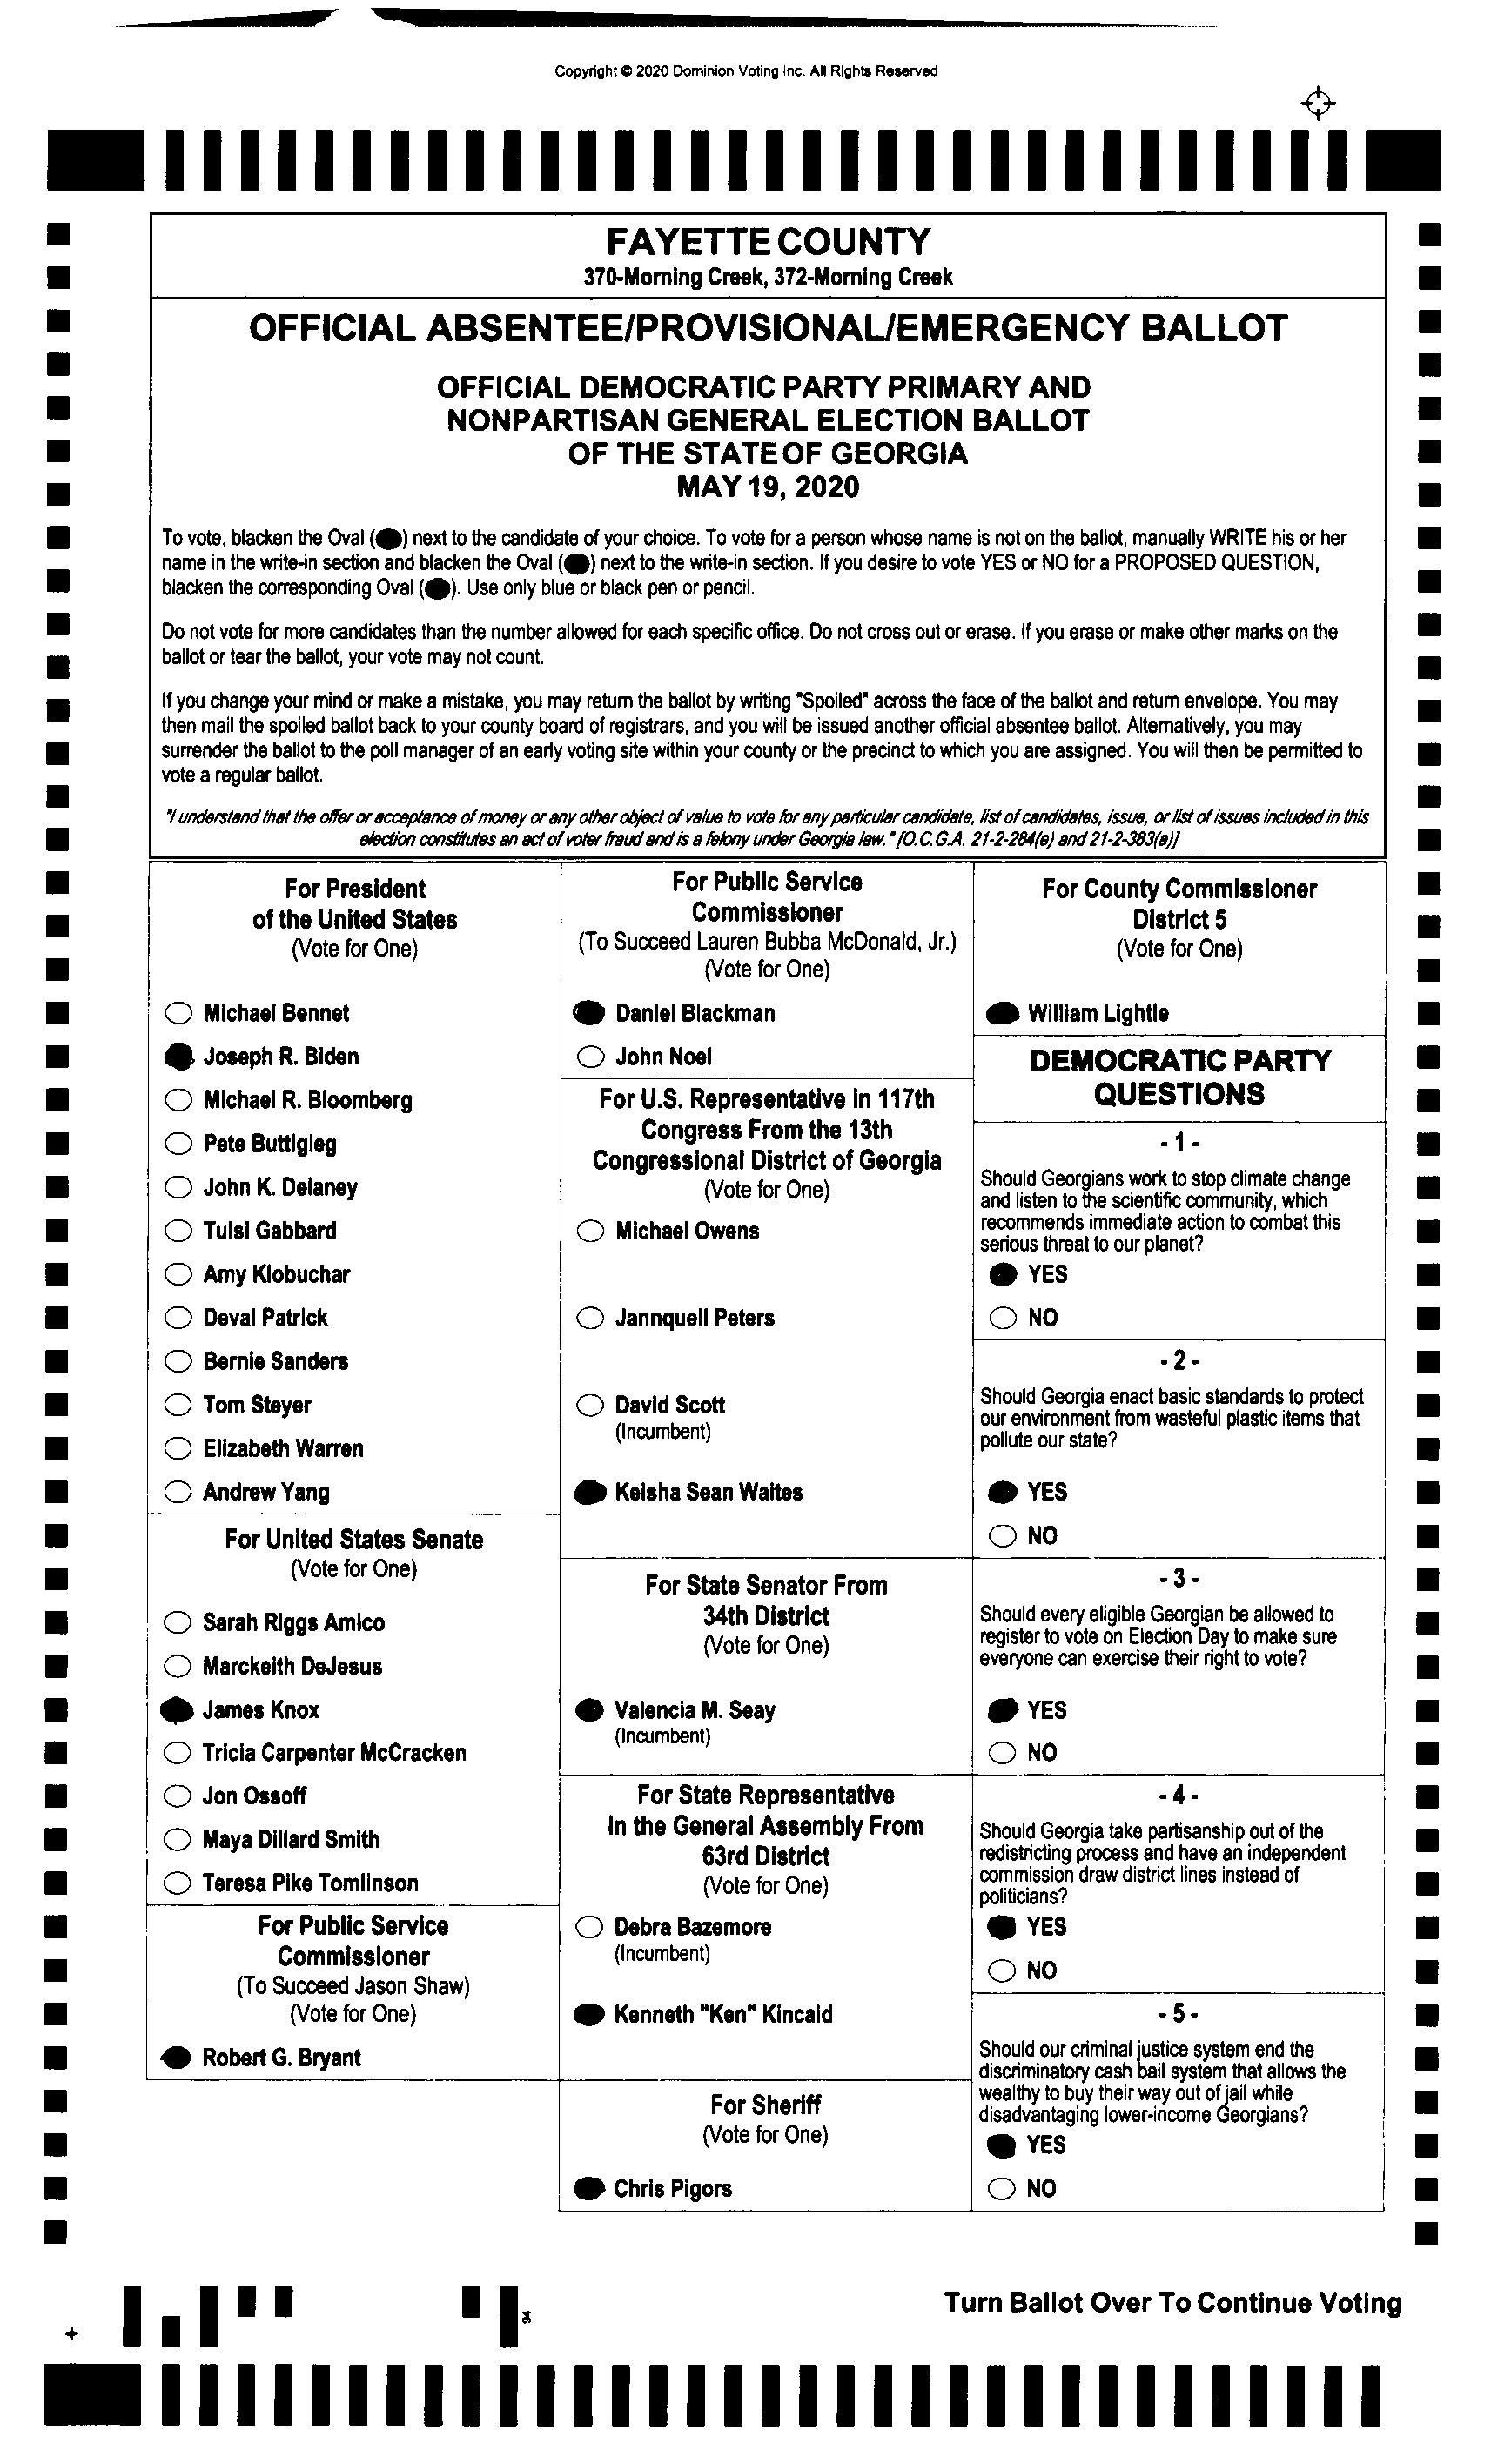 Copyright © 2020 Dominion Voting Inc. All Rights Reserved
FAYETTE COUNTY
370-Morning Creek, 372-Morning Creek
OFFICIAL ABSENTEE/PROVISIONAL/EMERGENCY BALLOT
OFFICIAL DEMOCRATIC PARTY PRIMARY AND
NONPARTISAN GENERAL ELECTION BALLOT
OF THE STATE OF GEORGIA
MAY 19, 2020
To vote, blacken the Oval ( ) next to the candidate of your choice. To vote for a person whose name is not on the ballot, manually WRITE his or her
name in the write-in section and blacken the Oval ( ) next to the write-in section. If you desire to vote YES or NO for a PROPOSED QUESTION,
blacken the corresponding Oval ( ). Use only blue or black pen or pencil.
Do not vote for more candidates than the number allowed for each specific office. Do not cross out or erase. If you erase or make other marks on the
ballot or tear the ballot, your vote may not count.
If you change your mind or make a mistake, you may return the ballot by writing "Spoiled" across the face of the ballot and return envelope. You may
then mail the spoiled ballot back to your county board of registrars, and you will be issued another official absentee ballot. Alternatively, you may
surrender the ballot to the poll manager of an early voting site within your county or the precinct to which you are assigned. You will then be permitted to
vote a regular ballot.
"I understand that the offer or acceptance of money or any other object of value to vote for any particular candidate, list of candidates, issue, or list of issues included in this
election constitutes an act of voter fraud and is a felony under Georgia law." [O.C.G.A. 21-2-284(e) and 21-2-383(a)]
For President
of the United States
(Vote for One)
Michael Bennet
Joseph R. Biden
Michael R. Bloomberg
Pete Buttigieg
John K. Delaney
Tulsi Gabbard
Amy Klobuchar
Deval Patrick
Bernie Sanders
Tom Steyer
Elizabeth Warren
Andrew Yang
For United States Senate
(Vote for One)
Sarah Riggs Amico
Marckeith DeJesus
James Knox
Tricia Carpenter McCracken
Jon Ossoff
Maya Dillard Smith
Teresa Pike Tomlinson
For Public Service
Commissioner
(To Succeed Jason Shaw)
(Vote for One)
Robert G. Bryant
For Public Service
Commissioner
(To Succeed Lauren Bubba McDonald, Jr.)
(Vote for One)
Daniel Blackman
John Noel
For U.S. Representative in 117th
Congress From the 13th
Congressional District of Georgia
(Vote for One)
Michael Owens
Jannquell Peters
David Scott
(Incumbent)
Keisha Sean Waites
For State Senator From
34th District
(Vote for One)
Valencia M. Seay
(Incumbent)
For State Representative
In the General Assembly From
63rd District
(Vote for One)
Debra Bazemore
(Incumbent)
Kenneth "Ken" Kincaid
For Sheriff
(Vote for One)
Chris Pigors
For County Commissioner
District 5
(Vote for One)
William Lightle
DEMOCRATIC PARTY
QUESTIONS
- 1 -
Should Georgians work to stop climate change
and listen to the scientific community, which
recommends immediate action to combat this
serious threat to our planet?
YES
NO
- 2 -
Should Georgia enact basic standards to protect
our environment from wasteful plastic items that
pollute our state?
YES
NO
- 3 -
Should every eligible Georgian be allowed to
register to vote on Election Day to make sure
everyone can exercise their right to vote?
YES
NO
- 4 -
Should Georgia take partisanship out of the
redistricting process and have an independent
commission draw district lines instead of
politicians?
YES
NO
- 5 -
Should our criminal justice system end the
discriminatory cash bail system that allows the
wealthy to buy their way out of jail while
disadvantaging lower-income Georgians?
YES
NO
Turn Ballot Over To Continue Voting